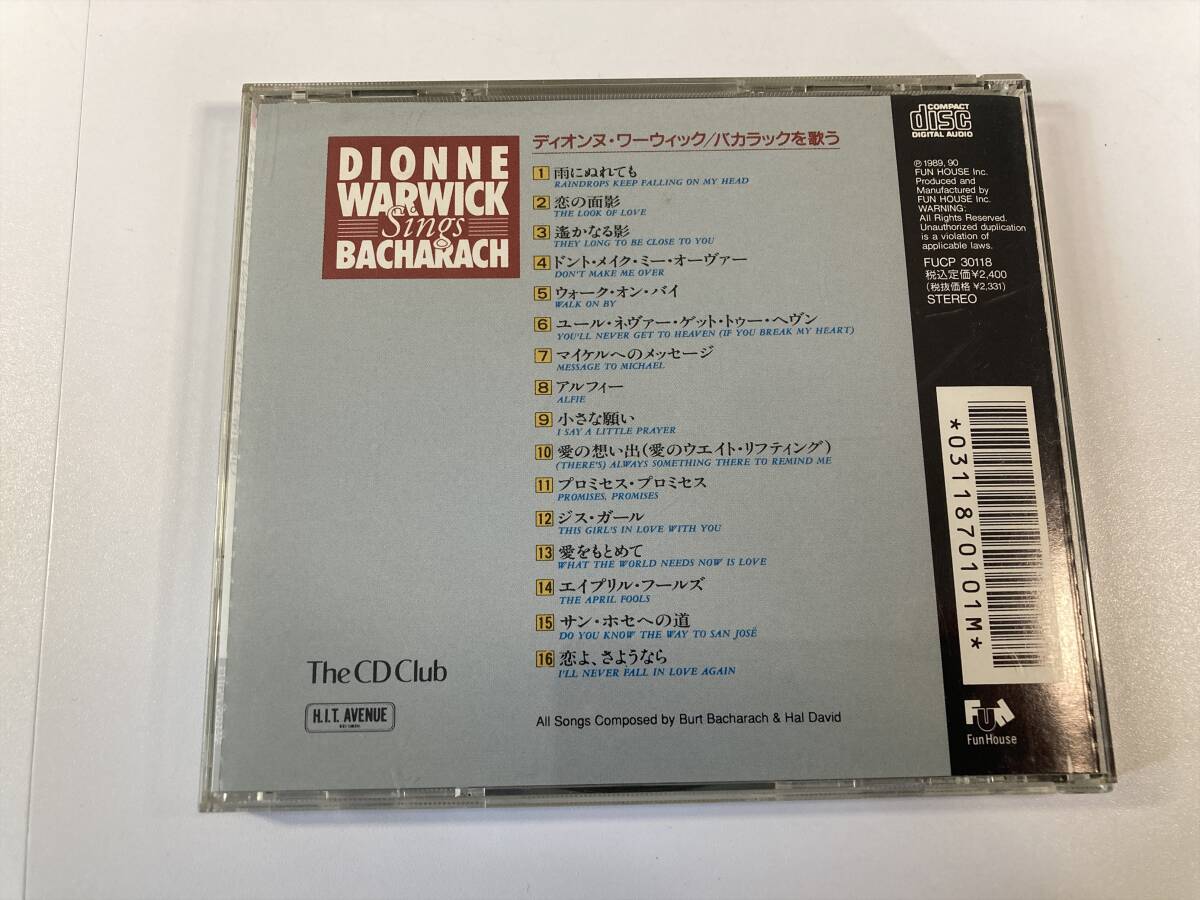 DIONNE
WARWICK
Sings
BACHARACH
ディオンヌ・ワーウィック/バカラックを歌う
1 雨にぬれても
RAINDROPS KEEP FALLING ON MY HEAD
2 恋の面影
THE LOOK OF LOVE
3 遙かなる影
THEY LONG TO BE CLOSE TO YOU
4 ドント・メイク・ミー・オーヴァー
DON'T MAKE ME OVER
5 ウォーク・オン・バイ
WALK ON BY
6 ユール・ネヴァー・ゲット・トゥー・ヘヴン
YOU'LL NEVER GET TO HEAVEN (IF YOU BREAK MY HEART)
7 マイケルへのメッセージ
MESSAGE TO MICHAEL
8 アルフィー
ALFIE
9 小さな願い
I SAY A LITTLE PRAYER
10 愛の想い出(愛のウエイト・リフティング)
(THERE'S) ALWAYS SOMETHING THERE TO REMIND ME
11 プロミセス・プロミセス
PROMISES, PROMISES
12 ジス・ガール
THIS GIRL'S IN LOVE WITH YOU
13 愛をもとめて
WHAT THE WORLD NEEDS NOW IS LOVE
14 エイプリル・フールズ
THE APRIL FOOLS
15 サン・ホセへの道
DO YOU KNOW THE WAY TO SAN JOSÉ
16 恋よ、さようなら
I'LL NEVER FALL IN LOVE AGAIN
All Songs Composed by Burt Bacharach & Hal David
The CD Club
H.I.T. AVENUE
COMPACT
disc
DIGITAL AUDIO
Ⓟ1989, 90
FUN HOUSE Inc.
Produced and
Manufactured by
FUN HOUSE Inc.
WARNING:
All Rights Reserved.
Unauthorized duplication
is a violation of
applicable laws.
FUCP 30118
税込定価¥2,400
(税抜価格¥2,331)
STEREO
*0311870101M*
FUN
Fun House